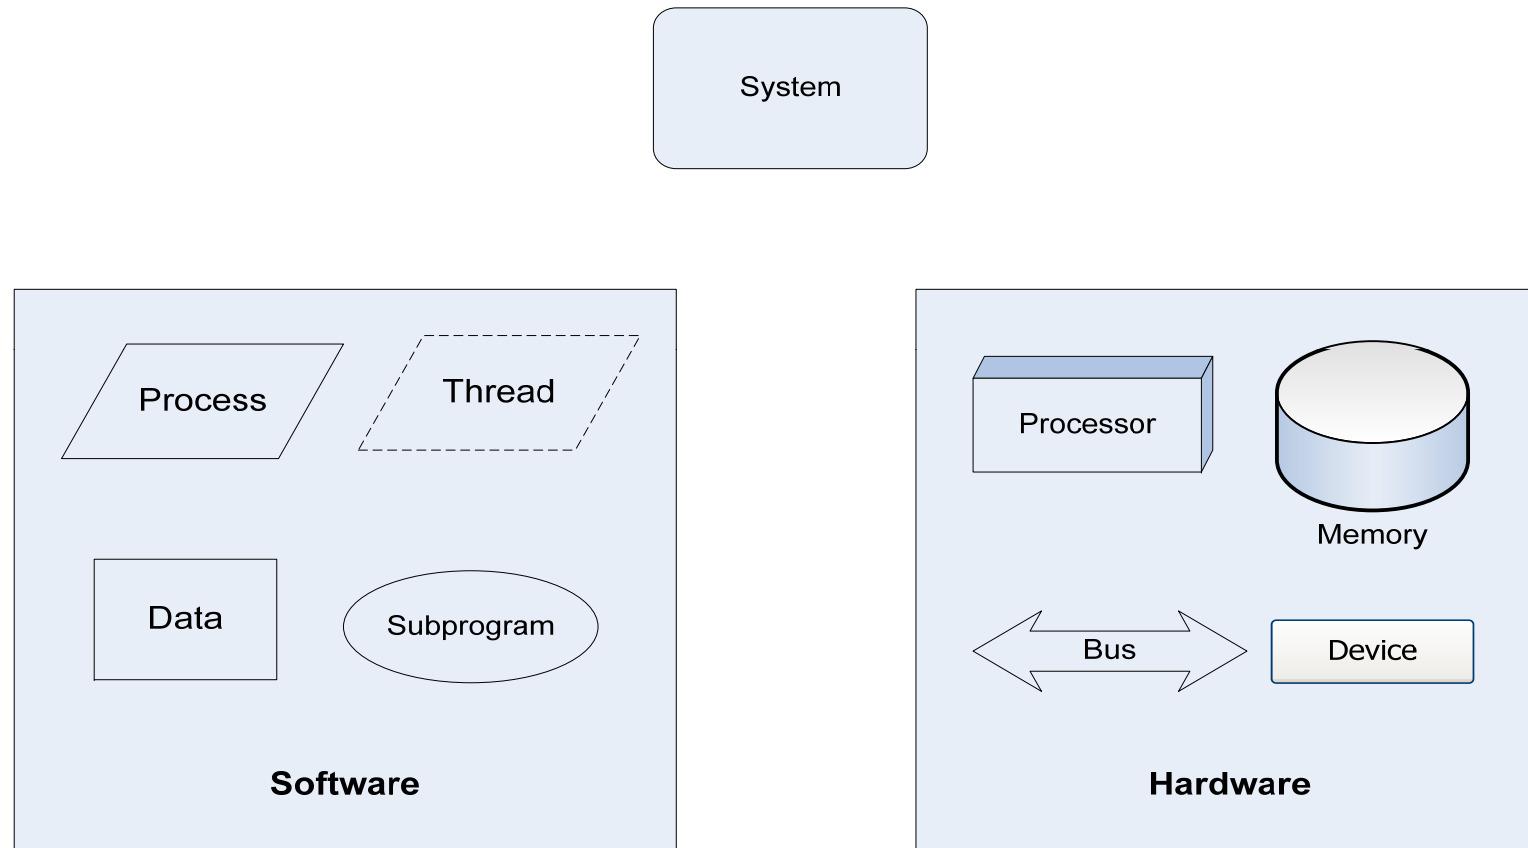 System
Process
Thread
Data
Subprogram
Software
Processor
Memory
Bus
Device
Hardware